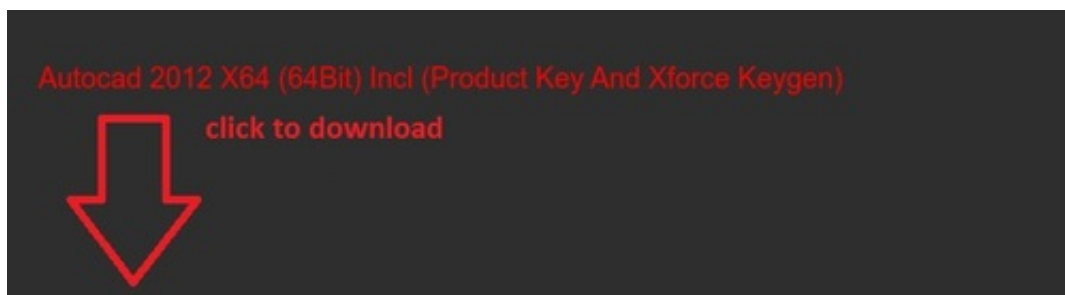 Autocad 2012 X64 (64Bit) Incl (Product Key And Xforce Keygen)
click to download